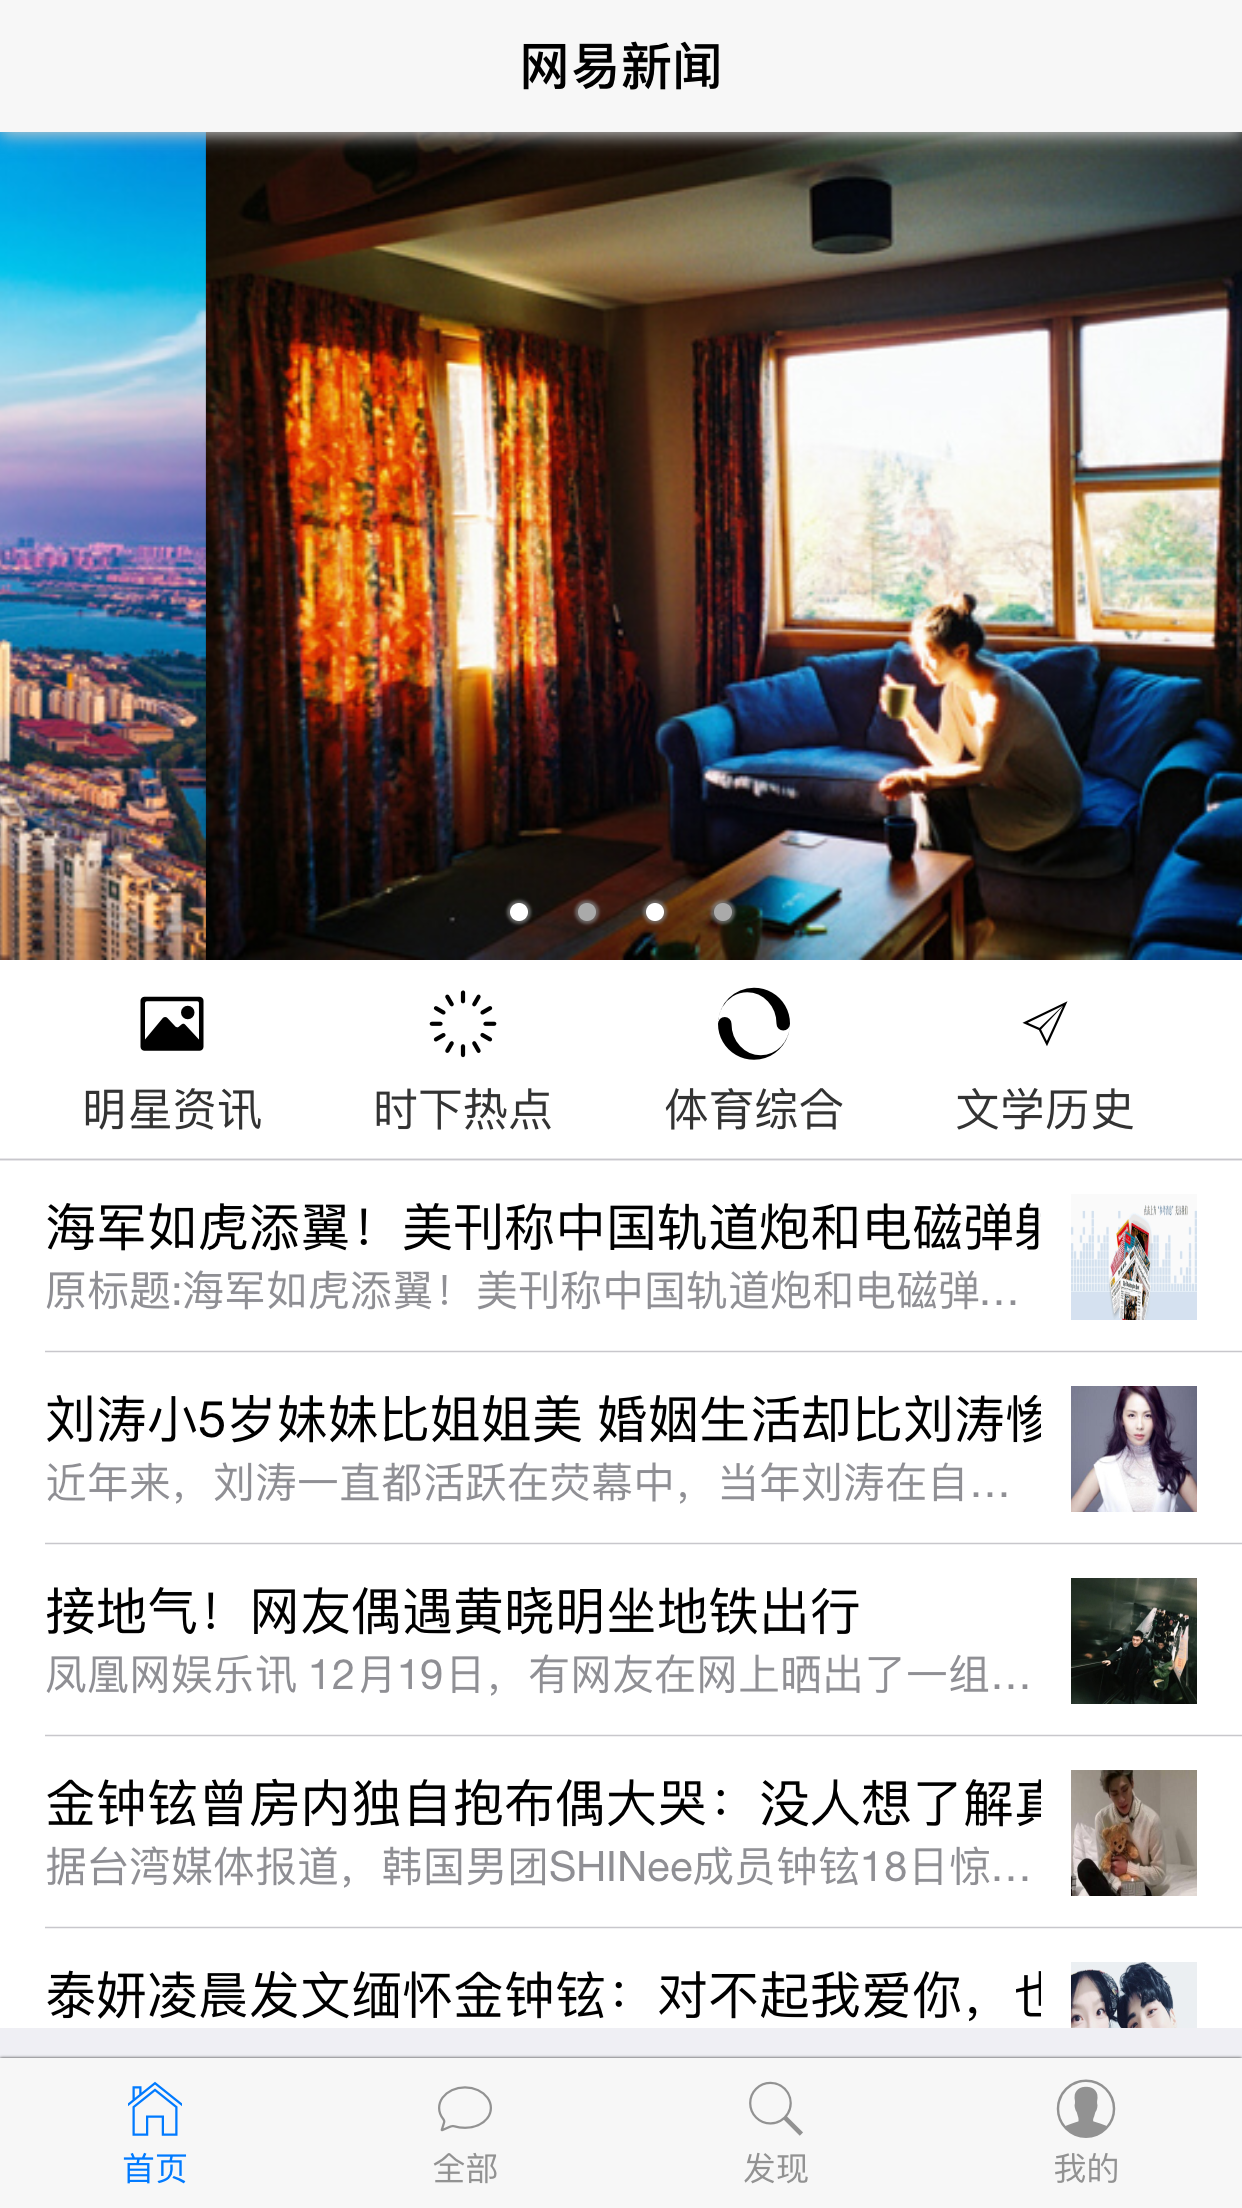 网易新闻
明星资讯 时下热点 体育综合 文学历史
海军如虎添翼！美刊称中国轨道炮和电磁弹射
原标题:海军如虎添翼！美刊称中国轨道炮和电磁弹...
刘涛小5岁妹妹比姐姐美 婚姻生活却比刘涛惨
近年来，刘涛一直都活跃在荧幕中，当年刘涛在自...
接地气！网友偶遇黄晓明坐地铁出行
凤凰网娱乐讯 12月19日，有网友在网上晒出了一组...
金钟铉曾房内独自抱布偶大哭：没人想了解真
据台湾媒体报道，韩国男团SHINee成员钟铉18日惊...
泰妍凌晨发文缅怀金钟铉：对不起我爱你，也
首页 全部 发现 我的